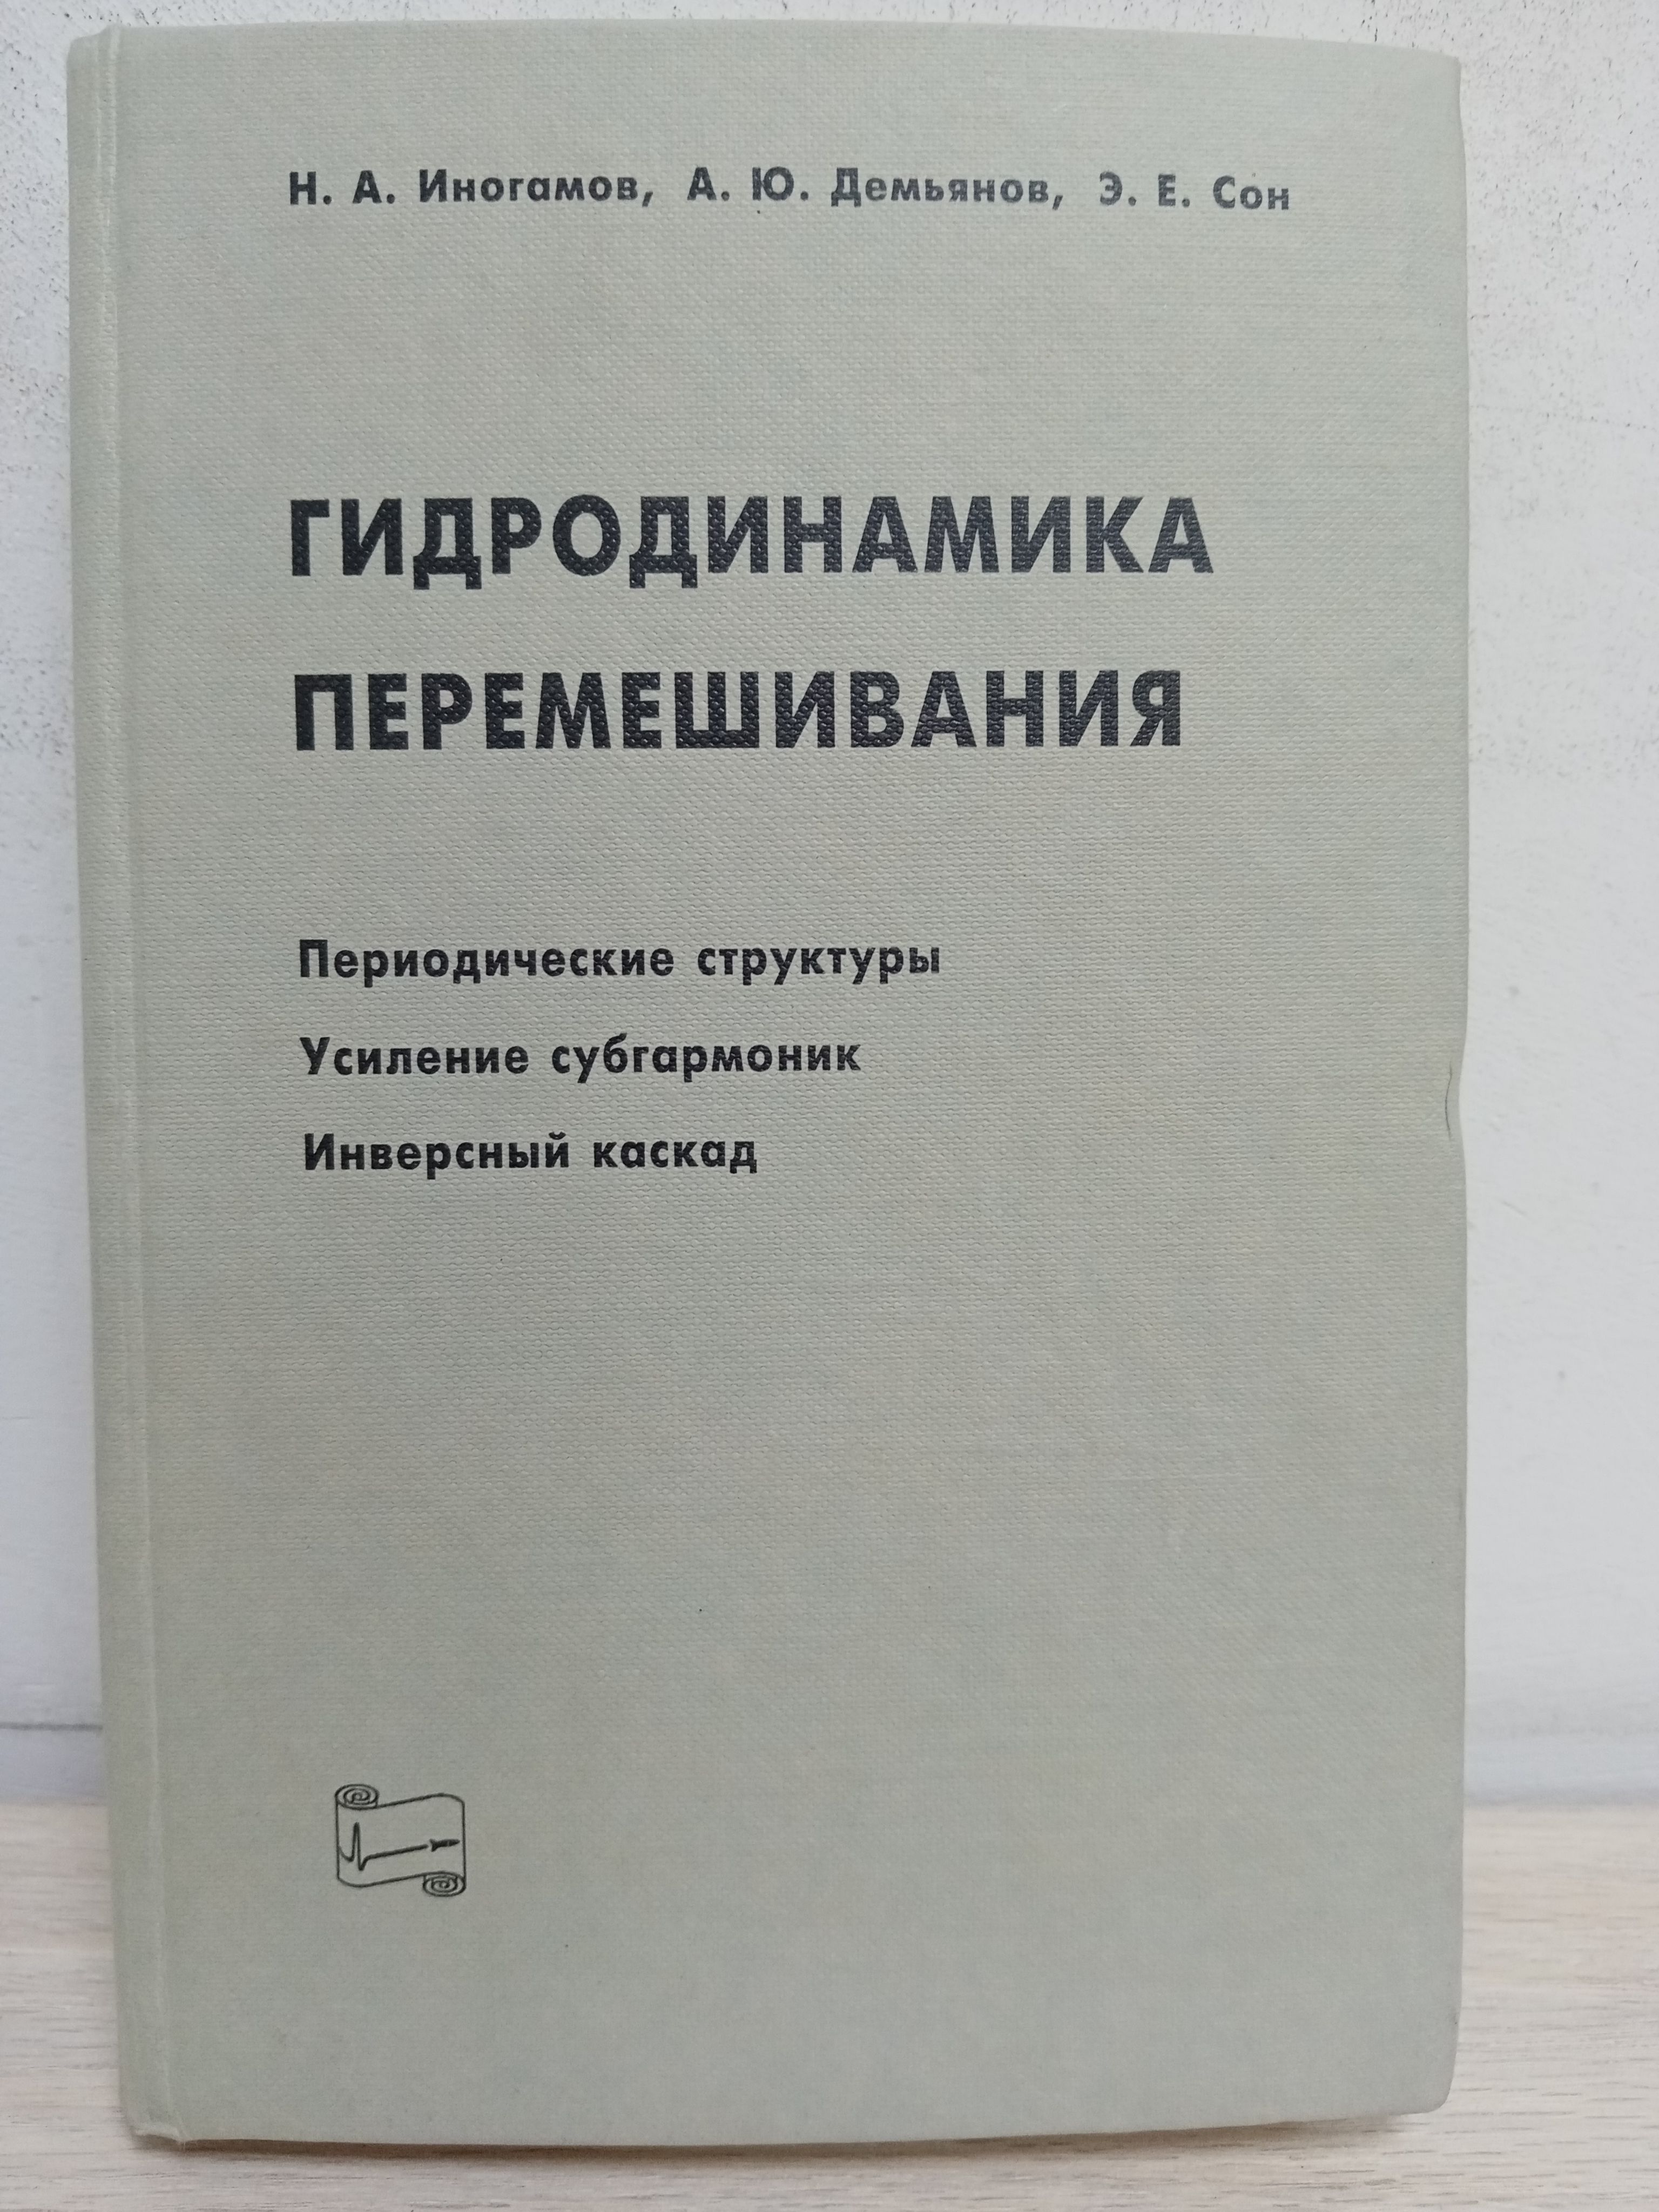 Н. А. Иногамов, А. Ю. Демьянов, Э. Е. Сон
ГИДРОДИНАМИКА
ПЕРЕМЕШИВАНИЯ
Периодические структуры
Усиление субгармоник
Инверсный каскад